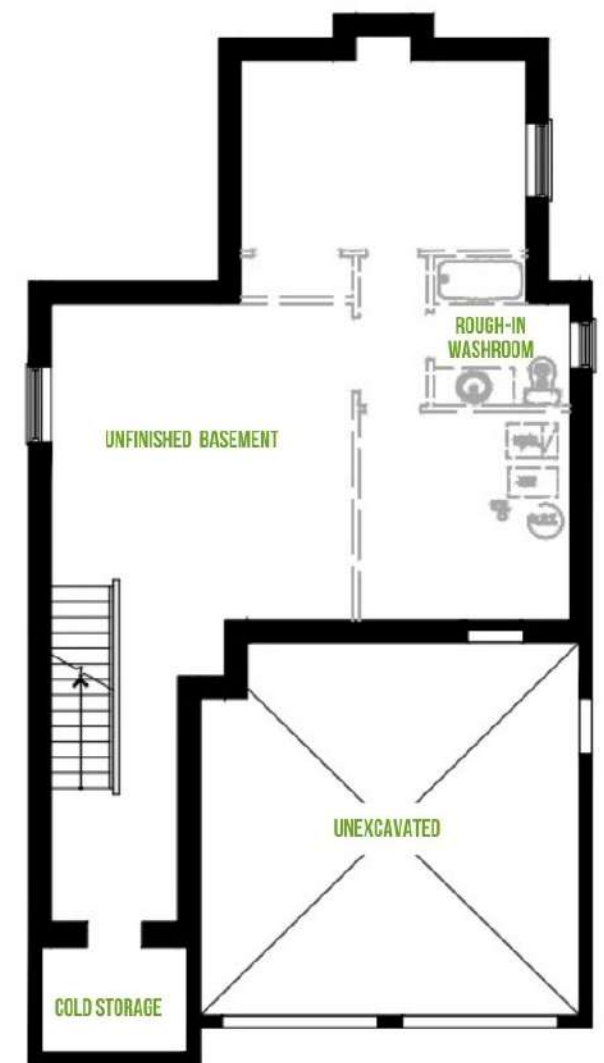 ROUGH-IN
WASHROOM
UNFINISHED BASEMENT
UNEXCAVATED
COLD STORAGE